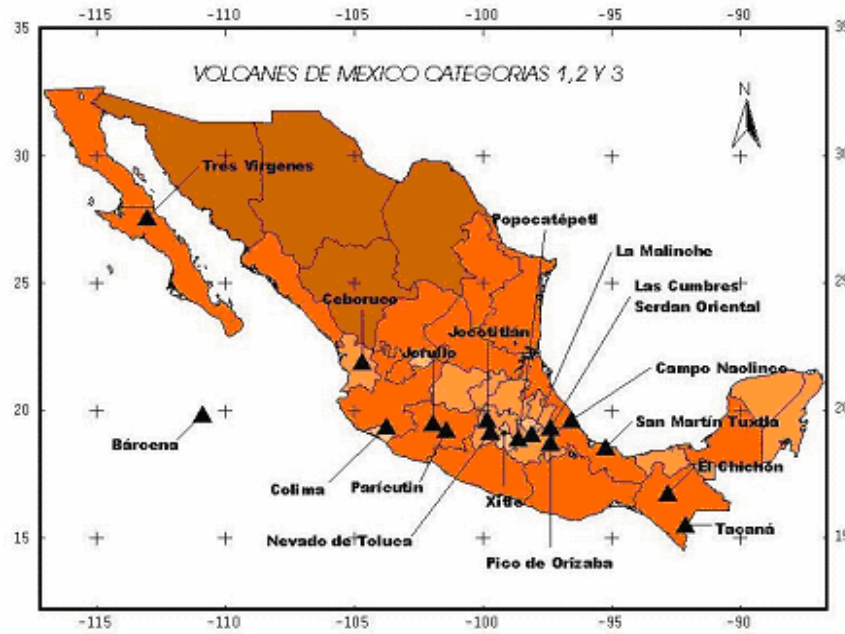 -115 -110 -105 -100 -95 -90
35 35
VOLCANES DE MEXICO CATEGORIAS 1,2 Y 3
N
30 30
Tres Vírgenes
Popocatépetl
La Malinche
25 25
Las Cumbres
Serdan Oriental
Ceboruco
Jocotitlán
Jorullo
Campo Naolinco
20 20
San Martín Tuxtla
Bárcena
El Chichón
Colima
Parícutin
Xitle
Tacaná
Nevado de Toluca
15 15
Pico de Orizaba
-115 -110 -105 -100 -95 -90